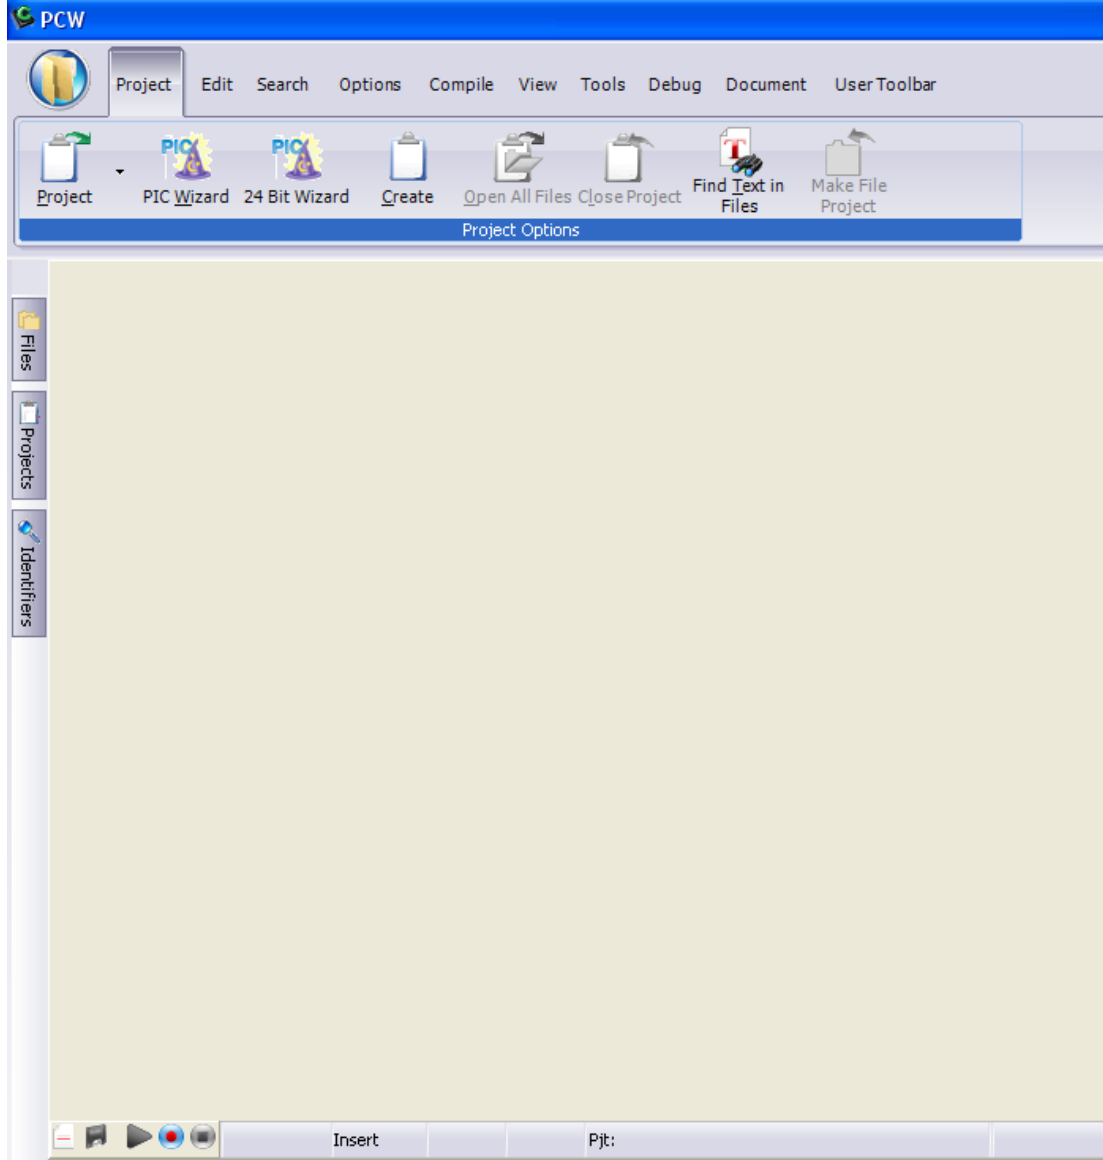 PCW
Project Edit Search Options Compile View Tools Debug Document User Toolbar
Project PIC Wizard 24 Bit Wizard Create Open All Files Close Project Find Text in Files Make File Project
Project Options
Files
Projects
Identifiers
Insert Pjt: